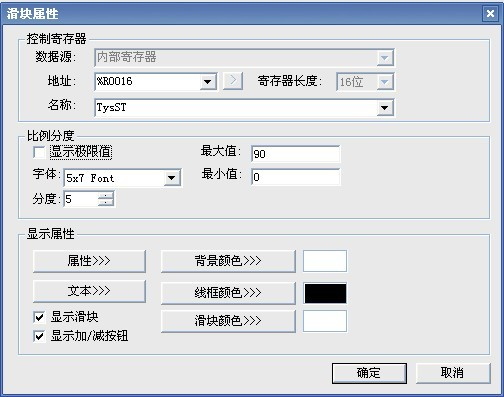 滑块属性
控制寄存器
数据源: 内部寄存器
地址: %R0016 > 寄存器长度: 16位
名称: TysST
比例分度
显示极限值 最大值: 90
字体: 5x7 Font 最小值: 0
分度: 5
显示属性
属性>>> 背景颜色>>>
文本>>> 线框颜色>>>
显示滑块 滑块颜色>>>
显示加/减按钮
确定 取消